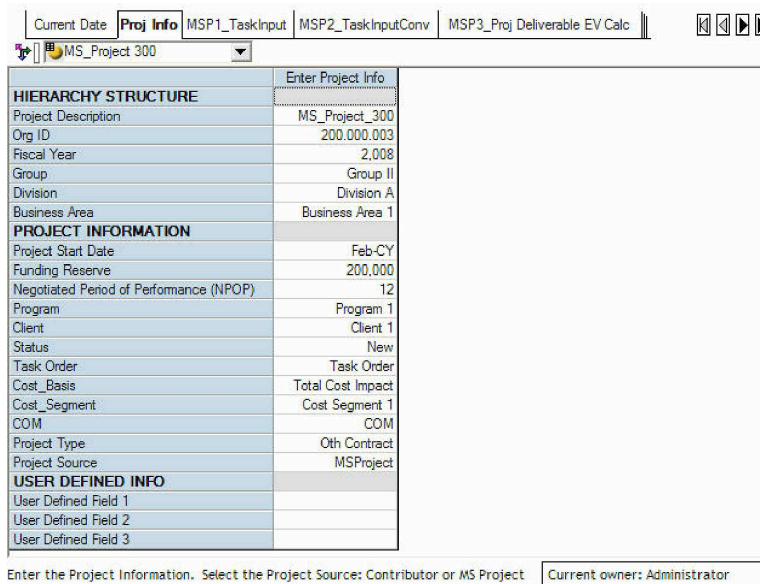 Current Date Proj Info MSP1_TaskInput MSP2_TaskInputConv MSP3_Proj Deliverable EV Calc
MS_Project 300
Enter Project Info
HIERARCHY STRUCTURE
Project Description MS_Project_300
Org ID 200.000.003
Fiscal Year 2,008
Group Group II
Division Division A
Business Area Business Area 1
PROJECT INFORMATION
Project Start Date Feb-CY
Funding Reserve 200,000
Negotiated Period of Performance (NPOP) 12
Program Program 1
Client Client 1
Status New
Task Order Task Order
Cost_Basis Total Cost Impact
Cost_Segment Cost Segment 1
COM COM
Project Type Oth Contract
Project Source MSProject
USER DEFINED INFO
User Defined Field 1
User Defined Field 2
User Defined Field 3
Enter the Project Information. Select the Project Source: Contributor or MS Project Current owner: Administrator